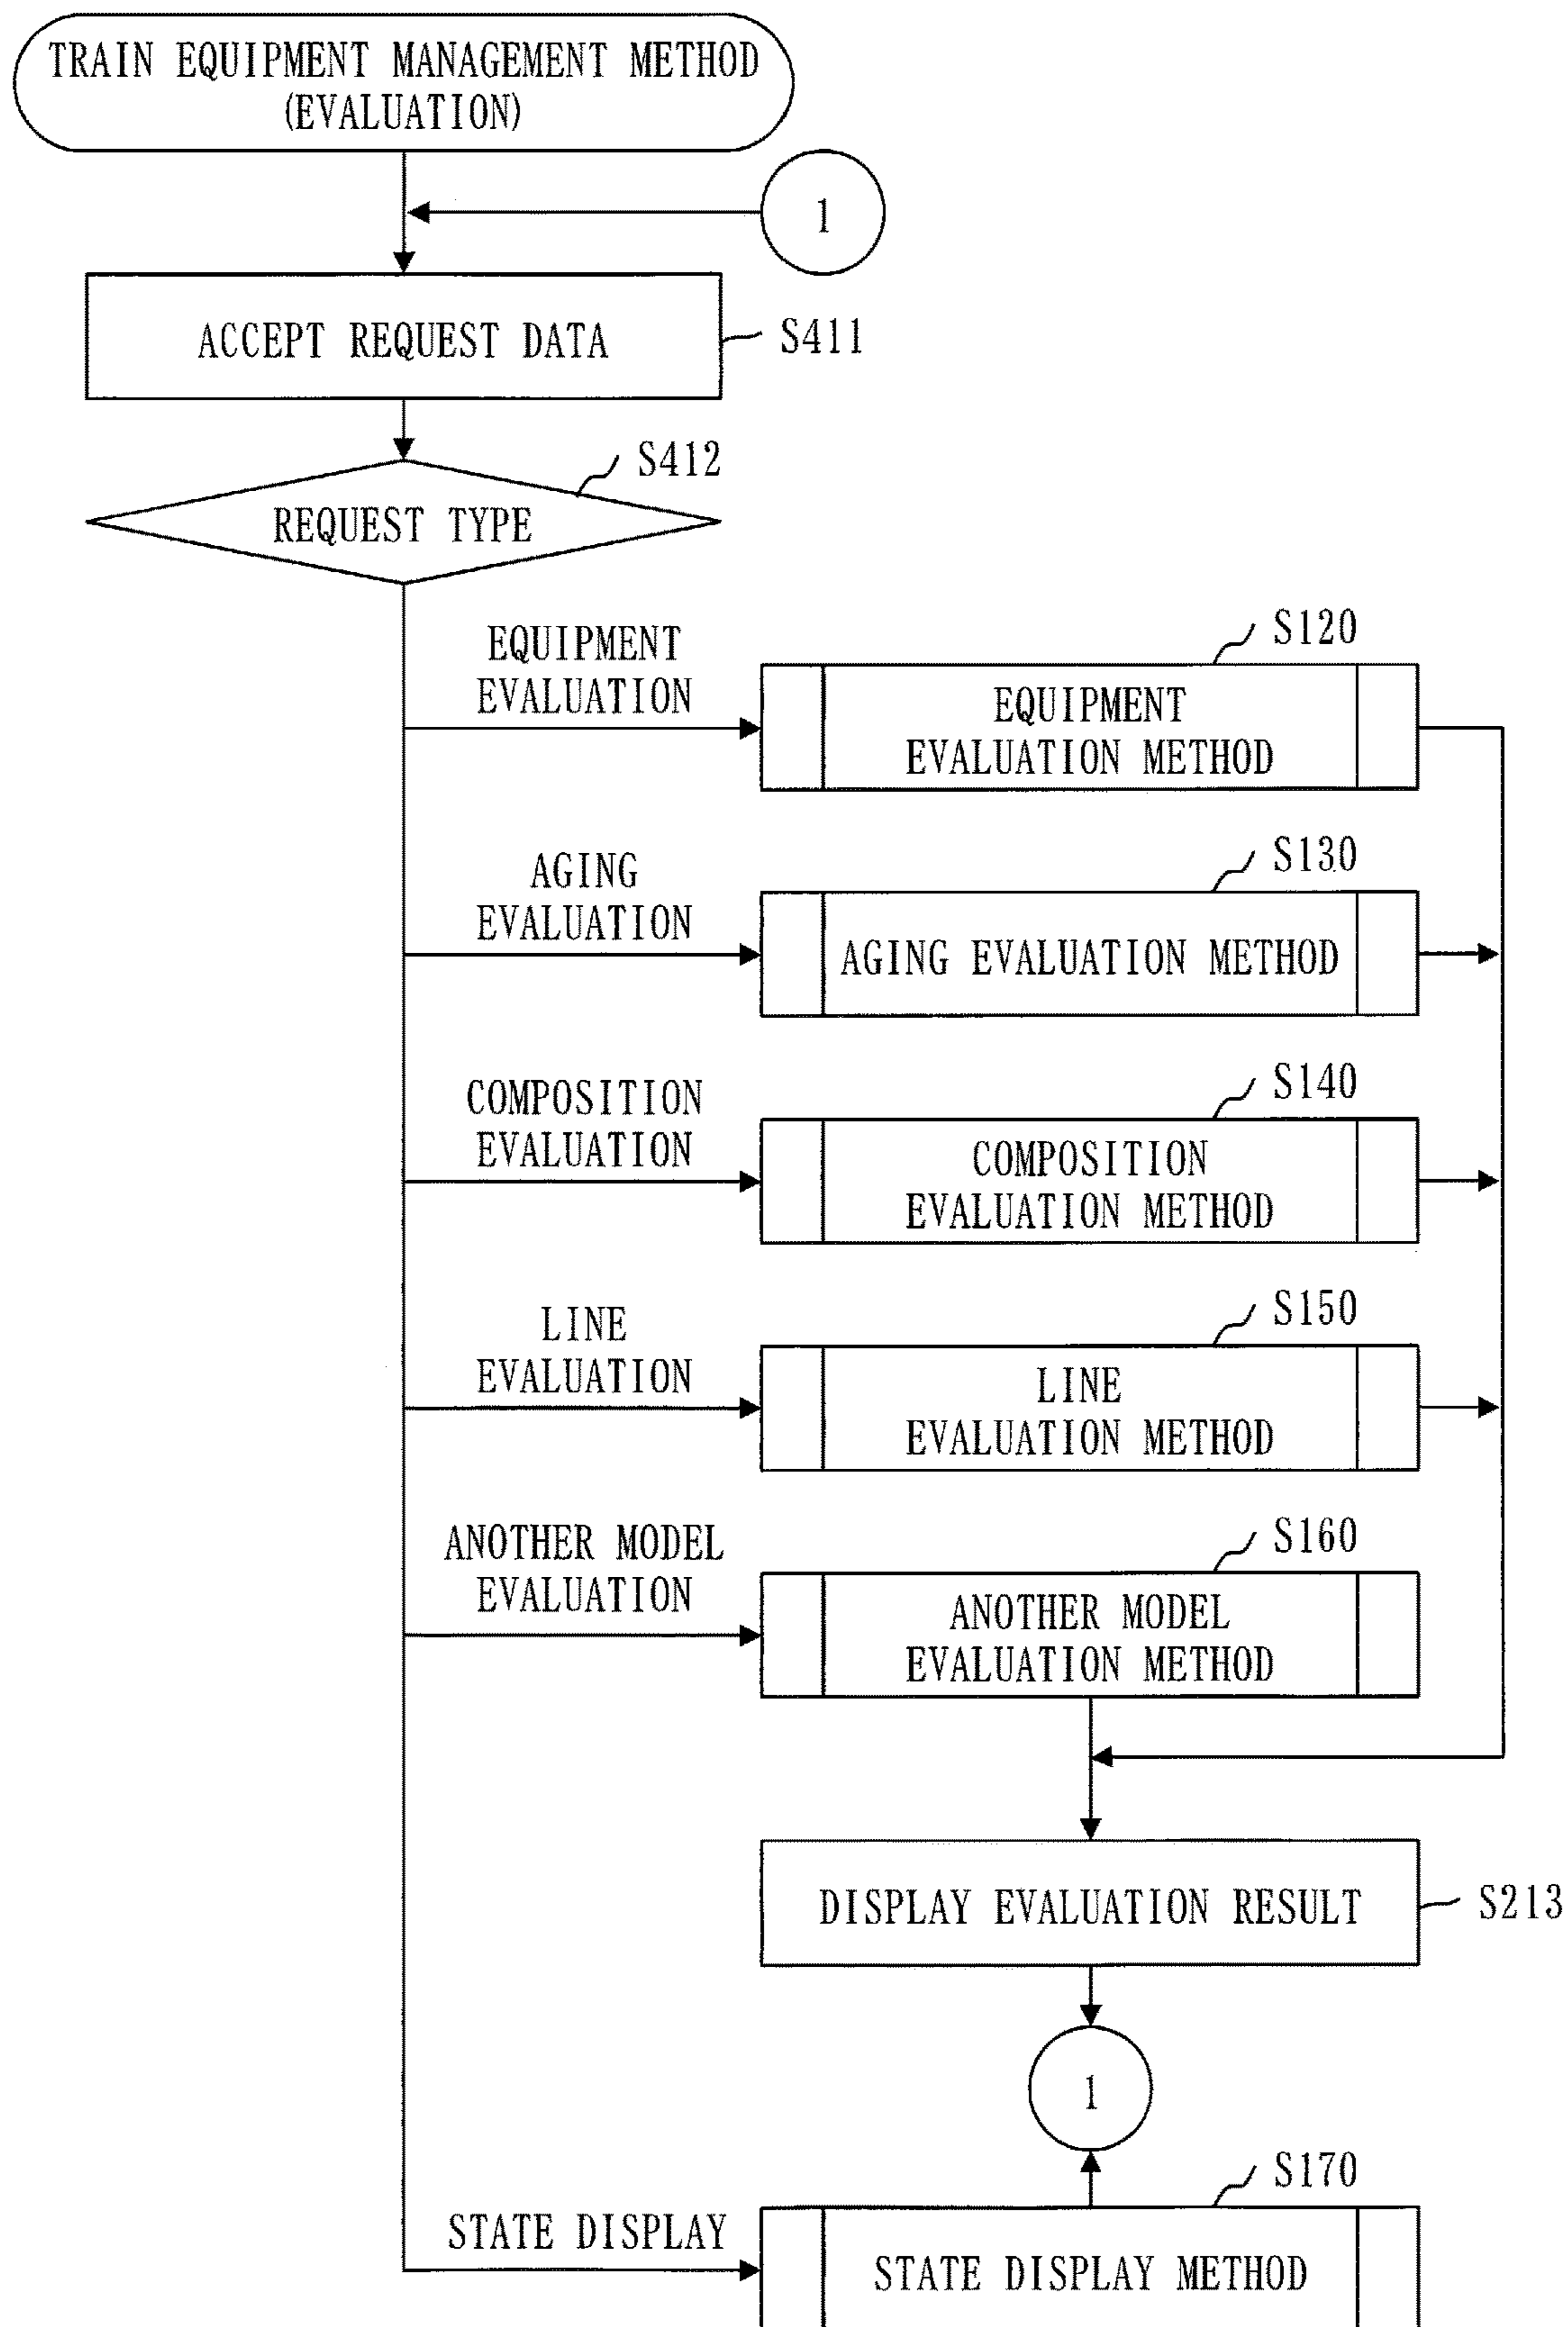 TRAIN EQUIPMENT MANAGEMENT METHOD
(EVALUATION)
1
ACCEPT REQUEST DATA
S411
S412
REQUEST TYPE
EQUIPMENT
EVALUATION
S120
EQUIPMENT
EVALUATION METHOD
AGING
EVALUATION
S130
AGING EVALUATION METHOD
COMPOSITION
EVALUATION
S140
COMPOSITION
EVALUATION METHOD
LINE
EVALUATION
S150
LINE
EVALUATION METHOD
ANOTHER MODEL
EVALUATION
S160
ANOTHER MODEL
EVALUATION METHOD
DISPLAY EVALUATION RESULT
S213
1
S170
STATE DISPLAY
STATE DISPLAY METHOD